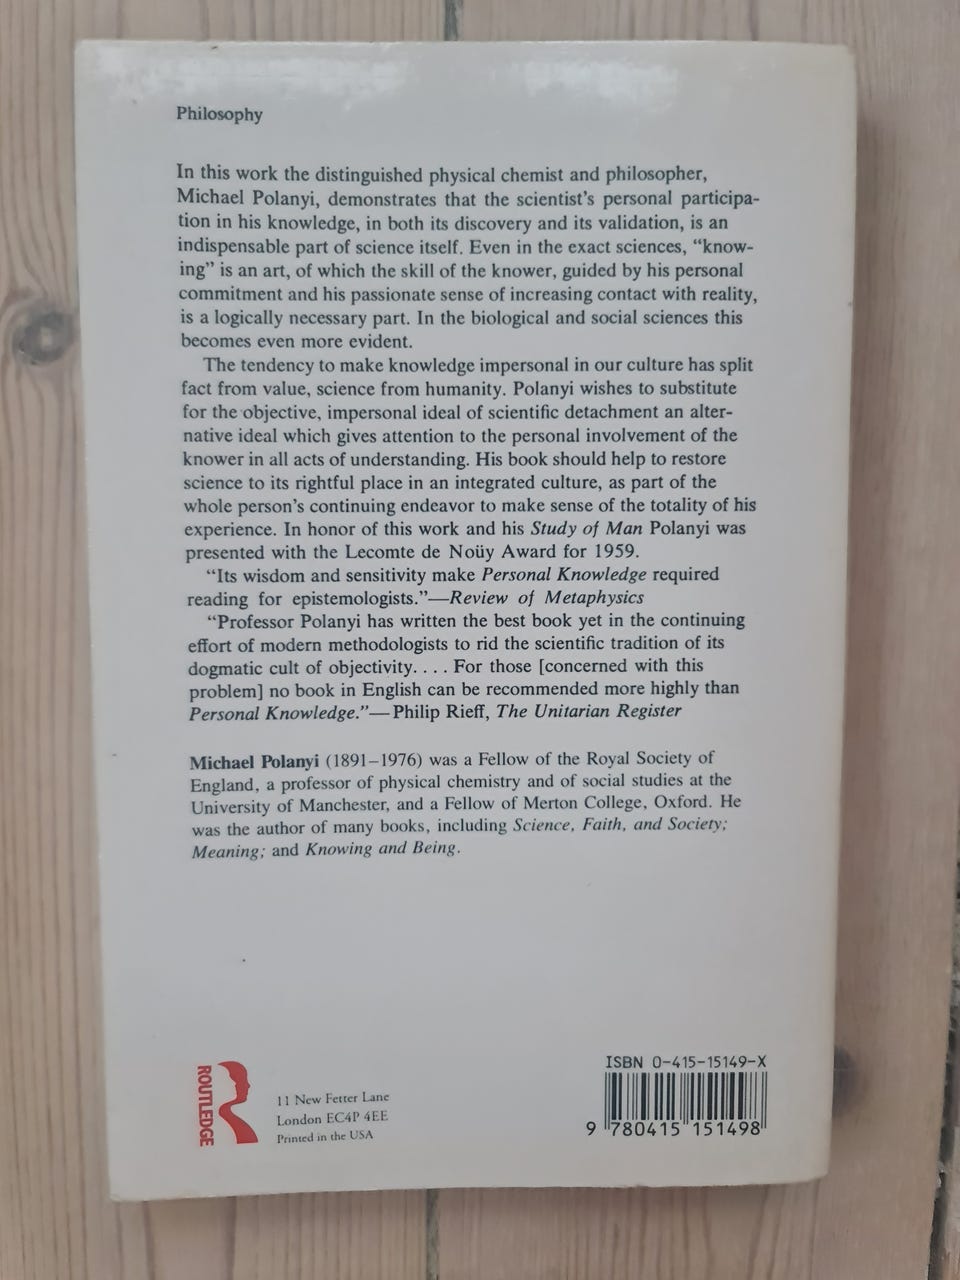 Philosophy
In this work the distinguished physical chemist and philosopher,
Michael Polanyi, demonstrates that the scientist's personal participa-
tion in his knowledge, in both its discovery and its validation, is an
indispensable part of science itself. Even in the exact sciences, “know-
ing” is an art, of which the skill of the knower, guided by his personal
commitment and his passionate sense of increasing contact with reality,
is a logically necessary part. In the biological and social sciences this
becomes even more evident.
The tendency to make knowledge impersonal in our culture has split
fact from value, science from humanity. Polanyi wishes to substitute
for the objective, impersonal ideal of scientific detachment an alter-
native ideal which gives attention to the personal involvement of the
knower in all acts of understanding. His book should help to restore
science to its rightful place in an integrated culture, as part of the
whole person's continuing endeavor to make sense of the totality of his
experience. In honor of this work and his Study of Man Polanyi was
presented with the Lecomte de Noüy Award for 1959.
“Its wisdom and sensitivity make Personal Knowledge required
reading for epistemologists.”—Review of Metaphysics
“Professor Polanyi has written the best book yet in the continuing
effort of modern methodologists to rid the scientific tradition of its
dogmatic cult of objectivity. . . . For those [concerned with this
problem] no book in English can be recommended more highly than
Personal Knowledge.”—Philip Rieff, The Unitarian Register
Michael Polanyi (1891–1976) was a Fellow of the Royal Society of
England, a professor of physical chemistry and of social studies at the
University of Manchester, and a Fellow of Merton College, Oxford. He
was the author of many books, including Science, Faith, and Society;
Meaning; and Knowing and Being.
ROUTLEDGE
11 New Fetter Lane
London EC4P 4EE
Printed in the USA
ISBN 0-415-15149-X
9 780415 151498